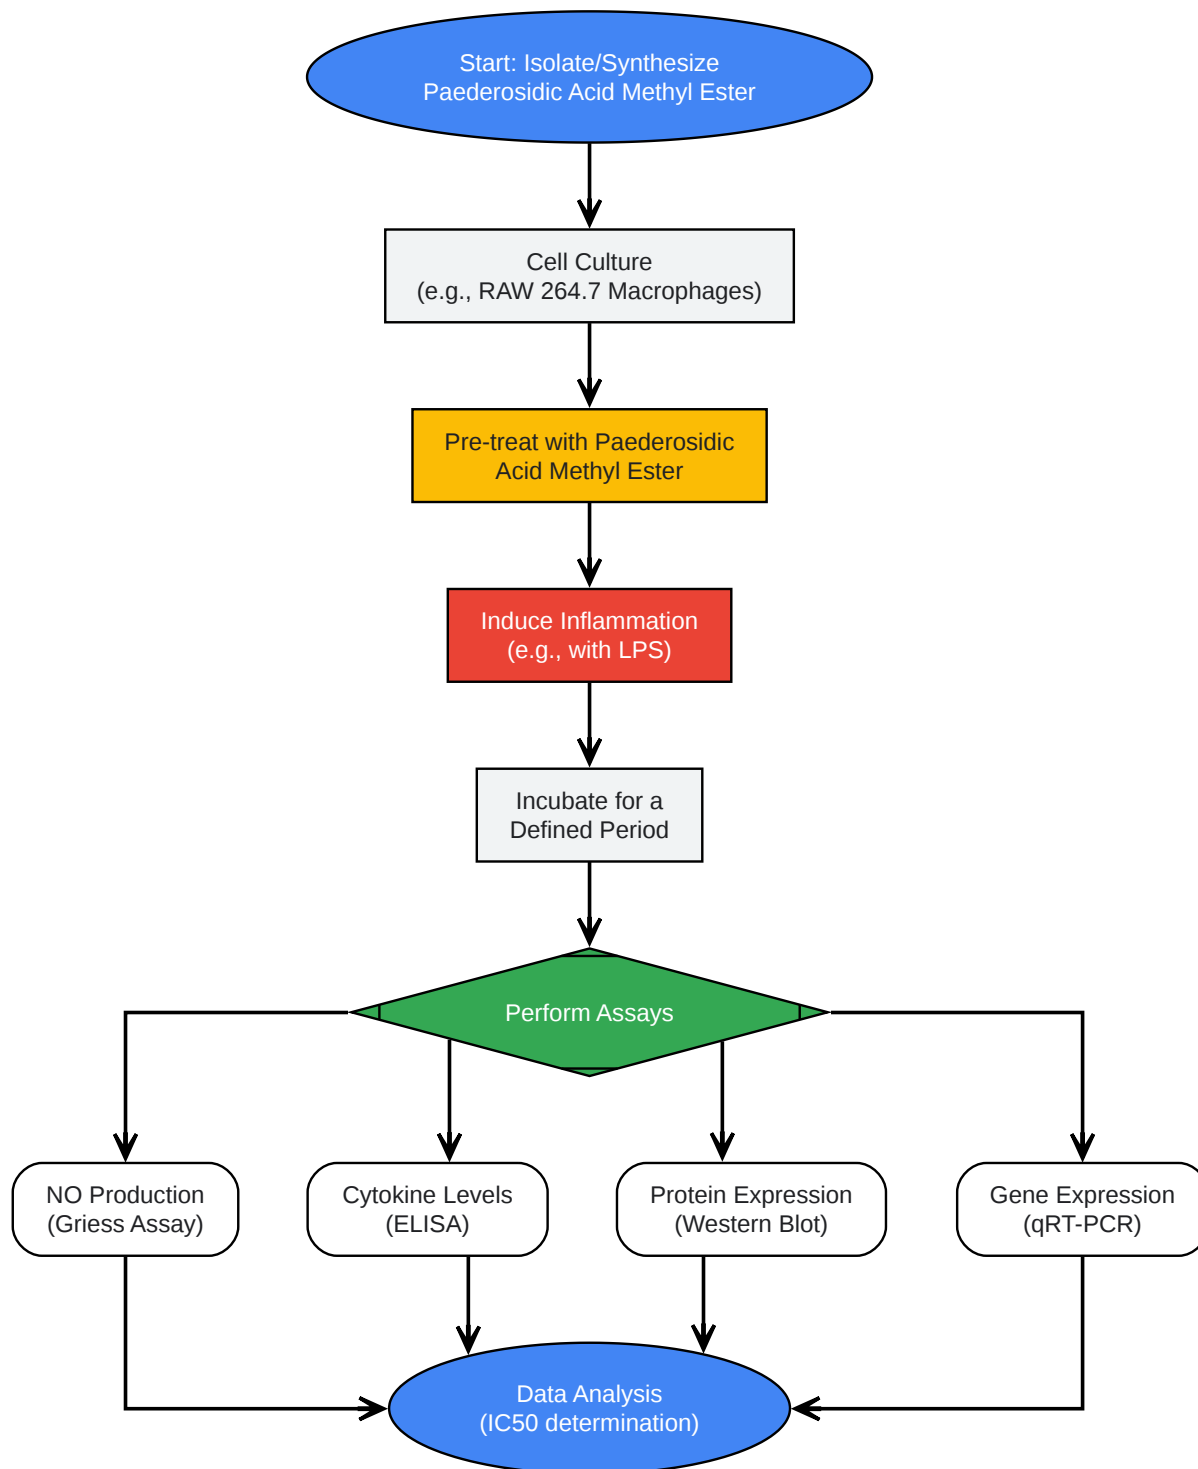 Start: Isolate/Synthesize
Paederosidic Acid Methyl Ester
Cell Culture
(e.g., RAW 264.7 Macrophages)
Pre-treat with Paederosidic
Acid Methyl Ester
Induce Inflammation
(e.g., with LPS)
Incubate for a
Defined Period
Perform Assays
NO Production
(Griess Assay)
Cytokine Levels
(ELISA)
Protein Expression
(Western Blot)
Gene Expression
(qRT-PCR)
Data Analysis
(IC50 determination)